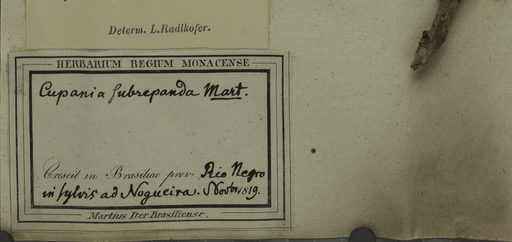 Determ. L. Radlkofer.
HERBARIUM REGIUM MONACENSE
Cupania subrepanda Mart.
Crescit in Brasiliae prov. Rio Negro
in sylvis ad Nogueira. Novbr. 1819.
Martius Iter Brasiliense.